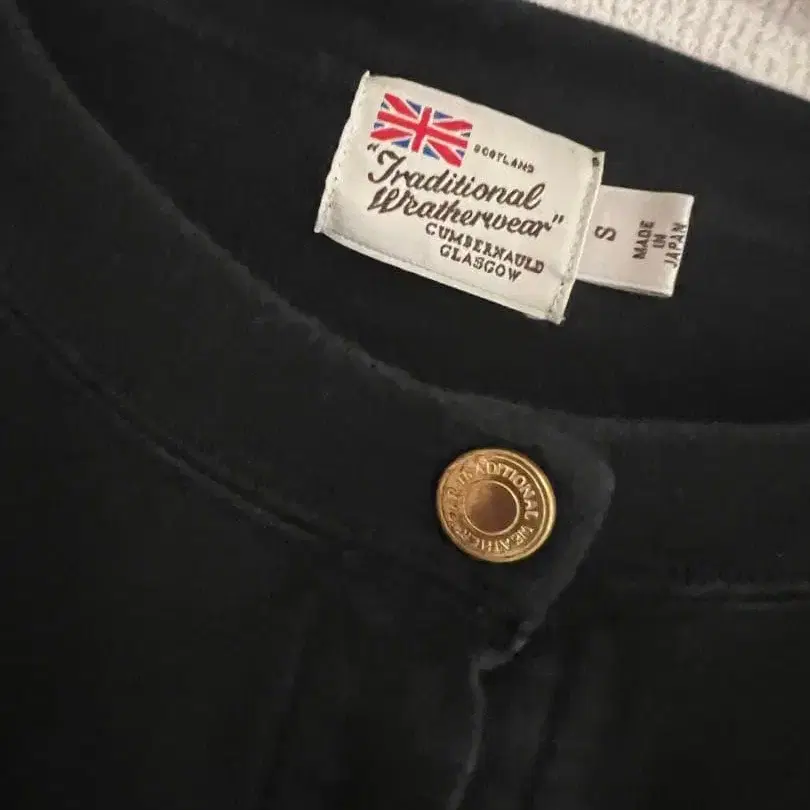 SCOTLAND
"Traditional
Weatherwear"
CUMBERNAULD
GLASGOW
S
MADE
IN
JAPAN
TRADITIONAL WEATHERWEAR